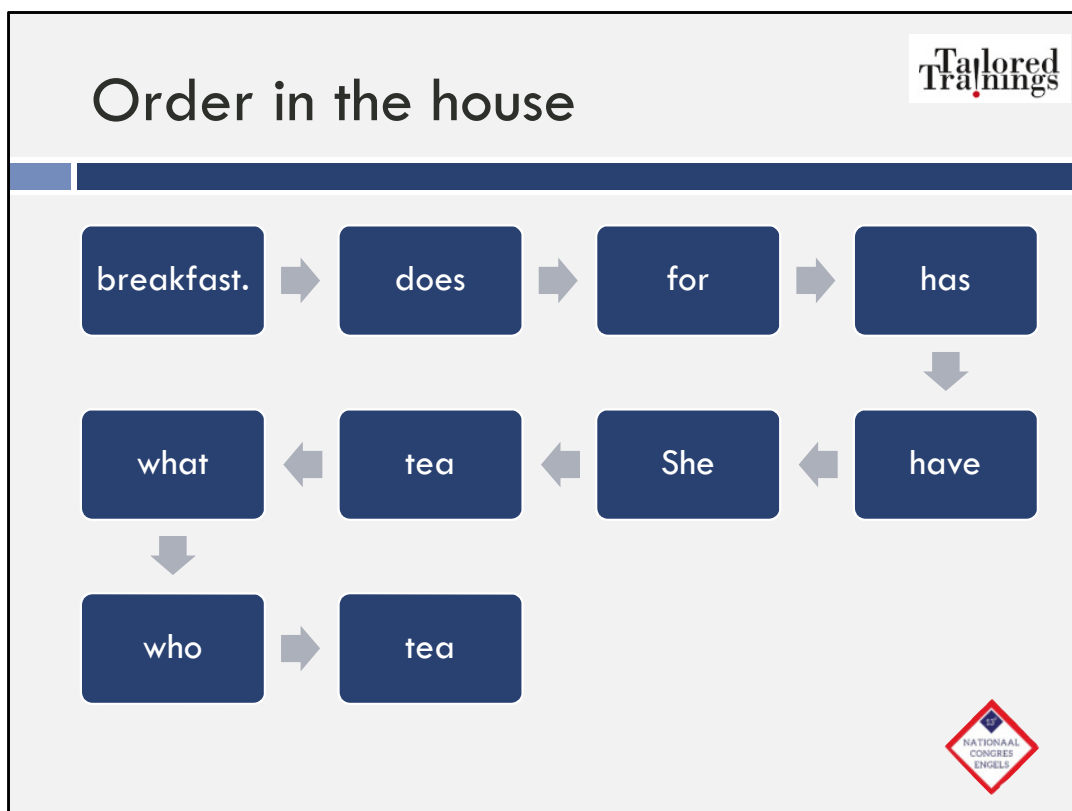 Order in the house
Tailored
Trainings
breakfast.
does
for
has
have
She
tea
what
who
tea
13e
NATIONAAL
CONGRES
ENGELS